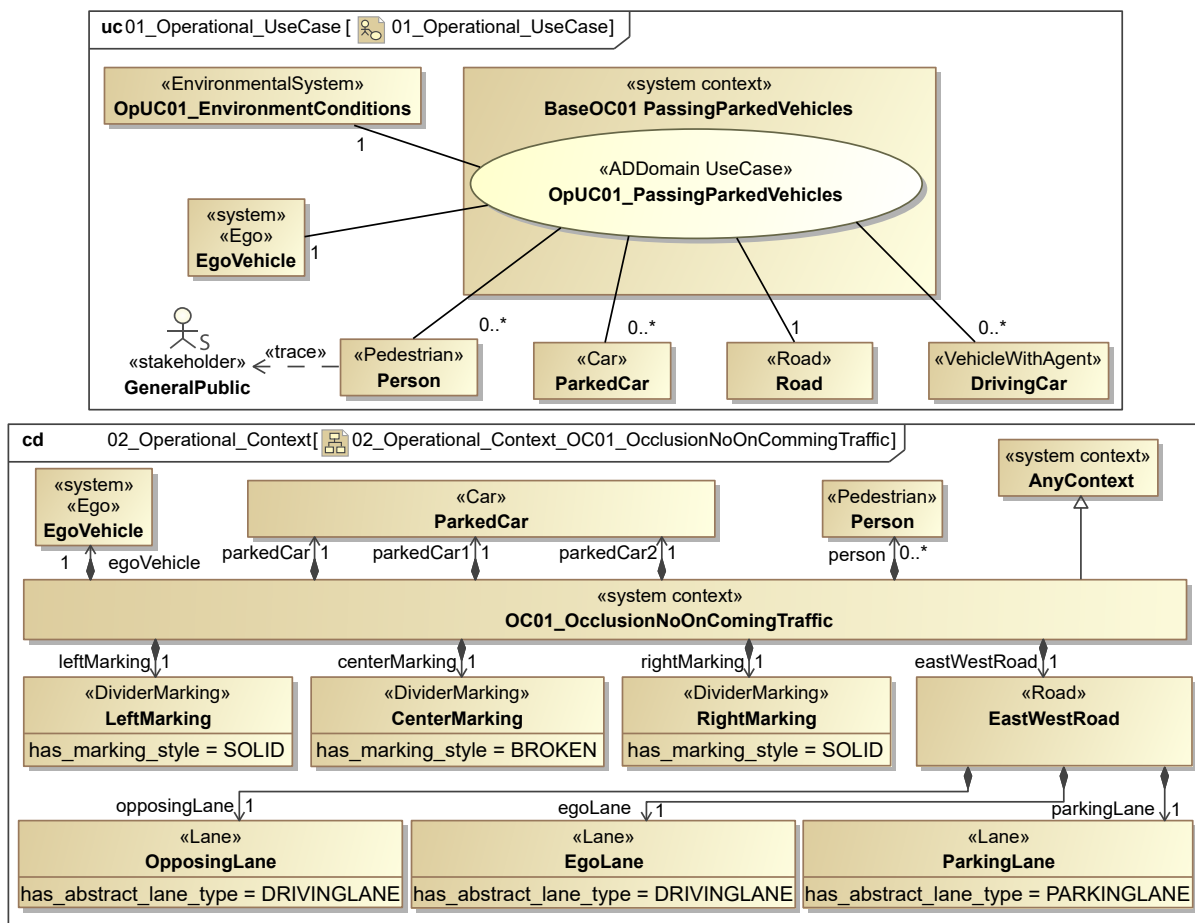 uc 01_Operational_UseCase [ 01_Operational_UseCase]
«EnvironmentalSystem»
OpUC01_EnvironmentConditions
1
«system context»
BaseOC01 PassingParkedVehicles
«ADDomain UseCase»
OpUC01_PassingParkedVehicles
«system»
«Ego»
EgoVehicle
1
S
«stakeholder»
GeneralPublic
«trace»
0..*
«Pedestrian»
Person
0..*
«Car»
ParkedCar
1
«Road»
Road
0..*
«VehicleWithAgent»
DrivingCar
cd 02_Operational_Context[ 02_Operational_Context_OC01_OcclusionNoOnCommingTraffic]
«system»
«Ego»
EgoVehicle
«Car»
ParkedCar
«Pedestrian»
Person
«system context»
AnyContext
1 egoVehicle
parkedCar 1
parkedCar1 1
parkedCar2 1
person 0..*
«system context»
OC01_OcclusionNoOnComingTraffic
leftMarking 1
centerMarking 1
rightMarking 1
eastWestRoad 1
«DividerMarking»
LeftMarking
has_marking_style = SOLID
«DividerMarking»
CenterMarking
has_marking_style = BROKEN
«DividerMarking»
RightMarking
has_marking_style = SOLID
«Road»
EastWestRoad
opposingLane 1
egoLane 1
parkingLane 1
«Lane»
OpposingLane
has_abstract_lane_type = DRIVINGLANE
«Lane»
EgoLane
has_abstract_lane_type = DRIVINGLANE
«Lane»
ParkingLane
has_abstract_lane_type = PARKINGLANE